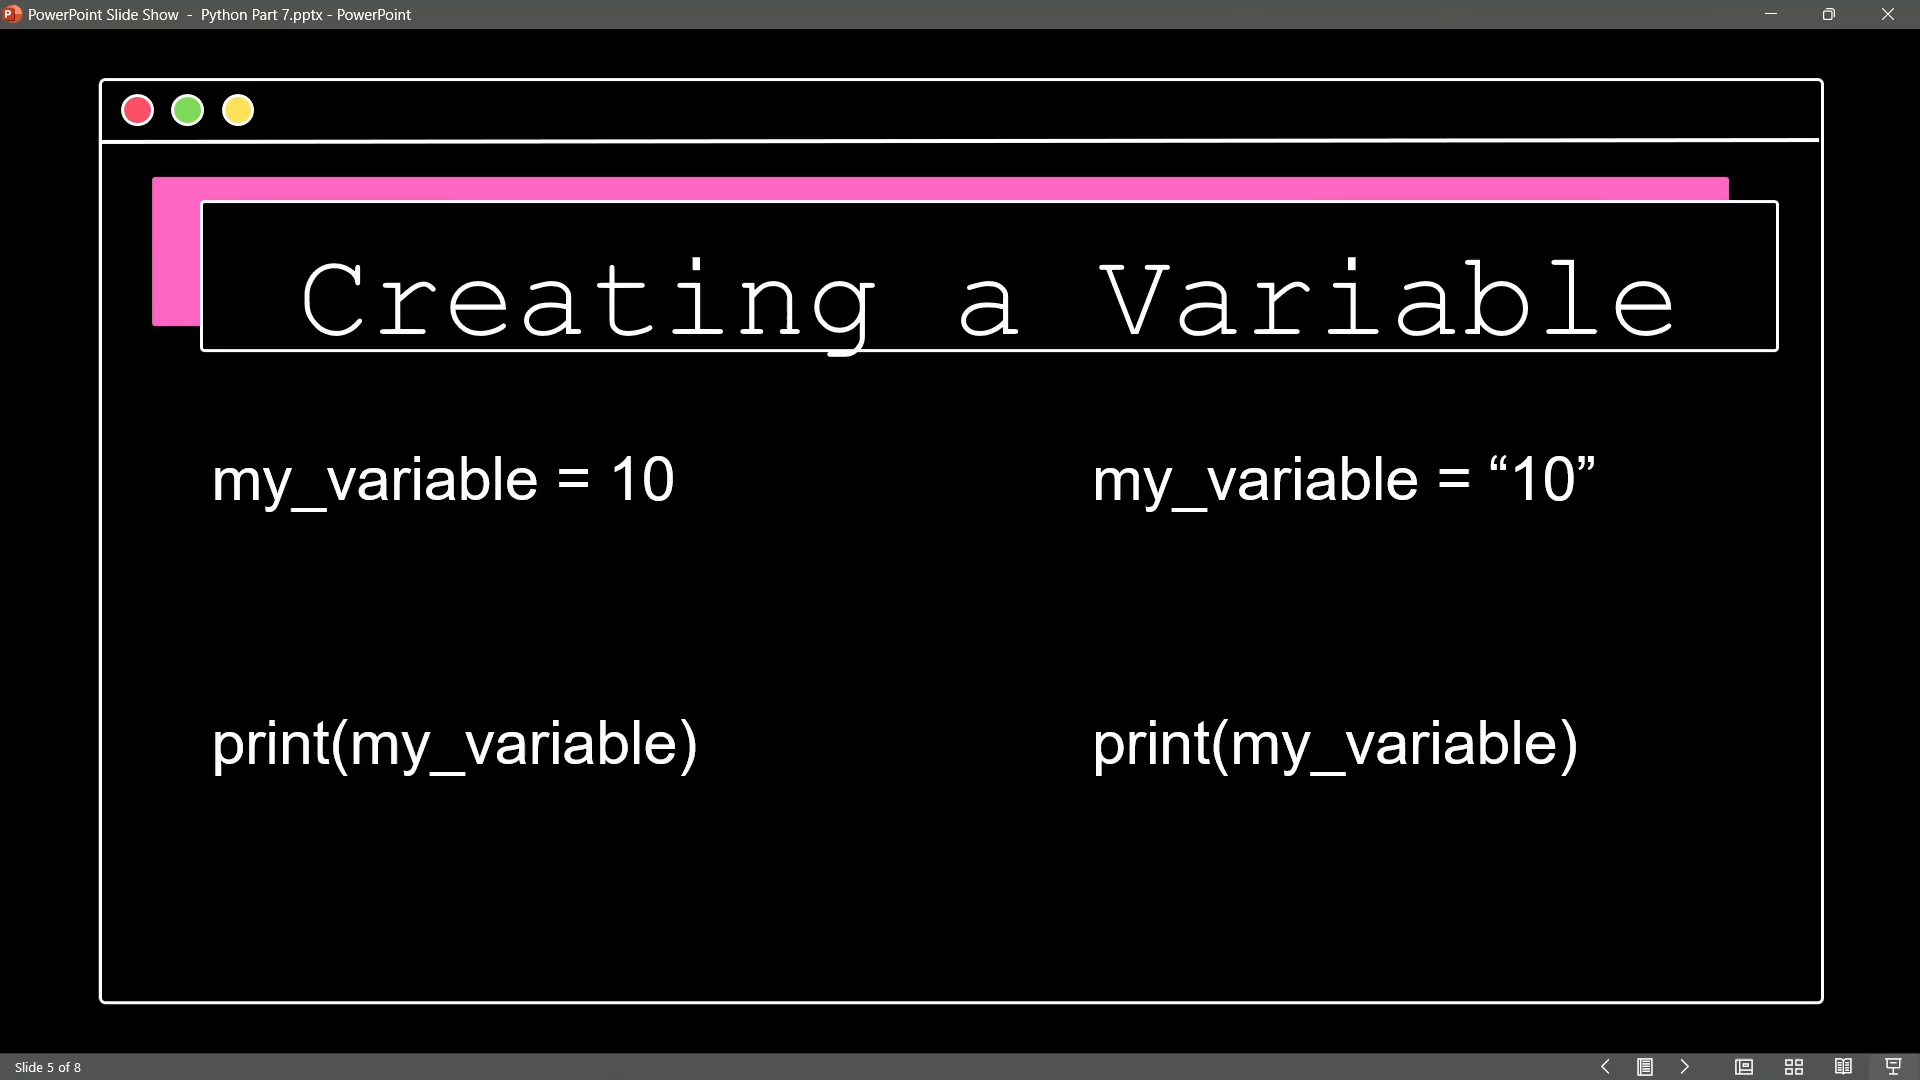 PowerPoint Slide Show - Python Part 7.pptx - PowerPoint
Creating a Variable
my_variable = 10
my_variable = “10”
print(my_variable)
print(my_variable)
Slide 5 of 8